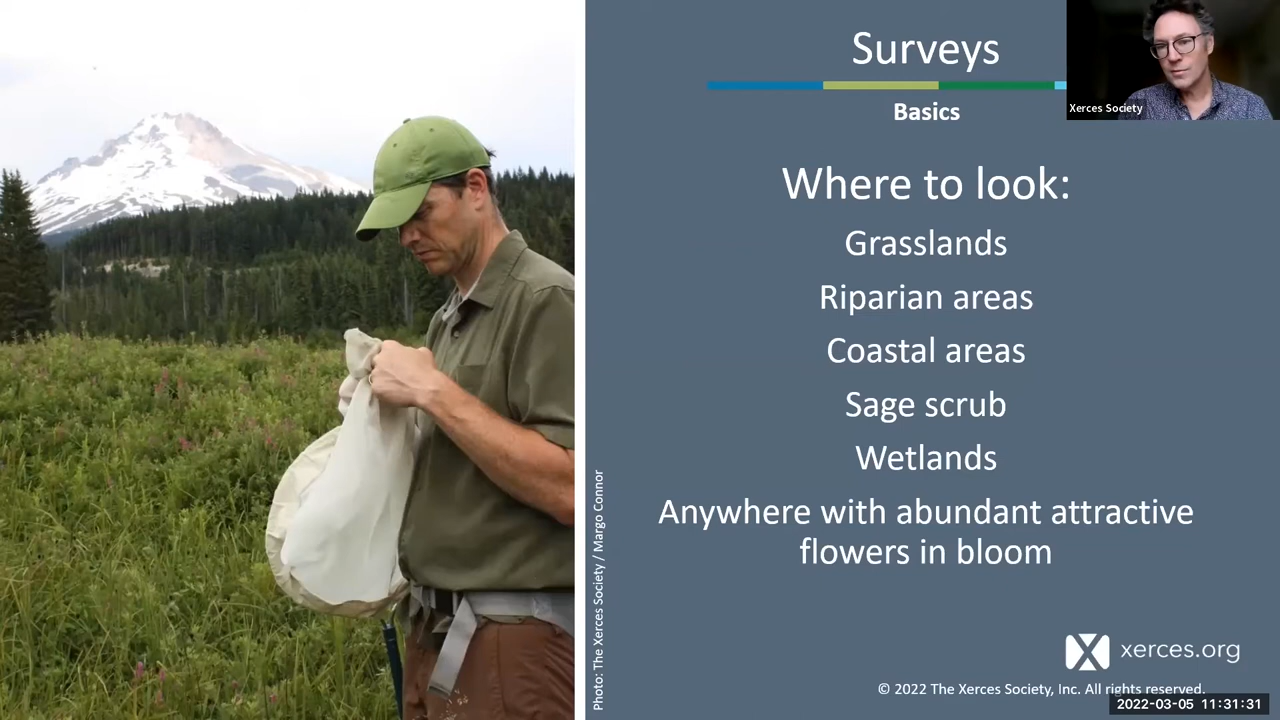 Surveys
Basics
Xerces Society
Where to look:
Grasslands
Riparian areas
Coastal areas
Sage scrub
Wetlands
Anywhere with abundant attractive
flowers in bloom
Photo: The Xerces Society / Margo Connor
xerces.org
© 2022 The Xerces Society, Inc. All rights reserved.
2022-03-05 11:31:31